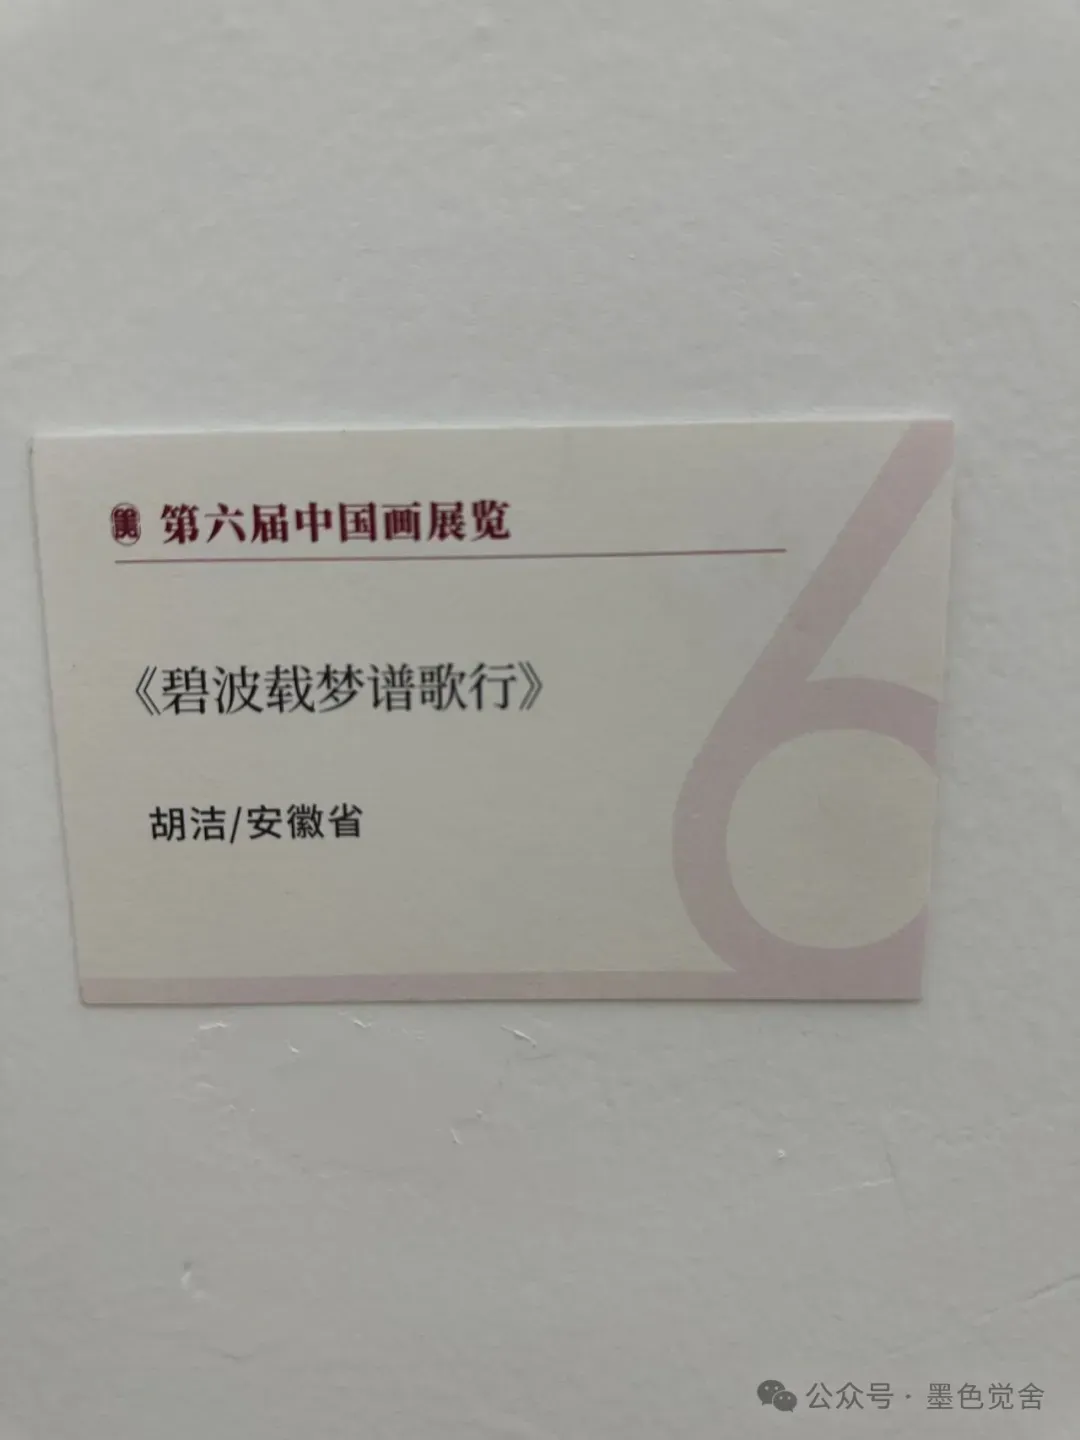 第六届中国画展览
《碧波载梦谱歌行》
胡洁/安徽省
公众号·墨色觉舍